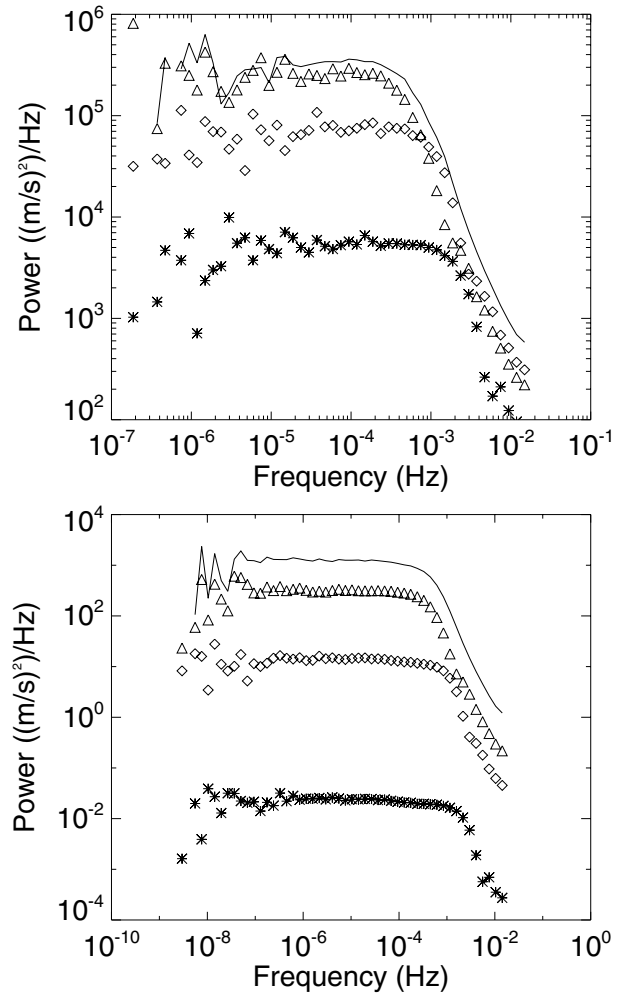 10⁶
10⁵
10⁴
10³
10²
Power ((m/s)²)/Hz)
10⁻⁷ 10⁻⁶ 10⁻⁵ 10⁻⁴ 10⁻³ 10⁻² 10⁻¹
Frequency (Hz)
10⁴
10²
10⁰
10⁻²
10⁻⁴
Power ((m/s)²)/Hz)
10⁻¹⁰ 10⁻⁸ 10⁻⁶ 10⁻⁴ 10⁻² 10⁰
Frequency (Hz)